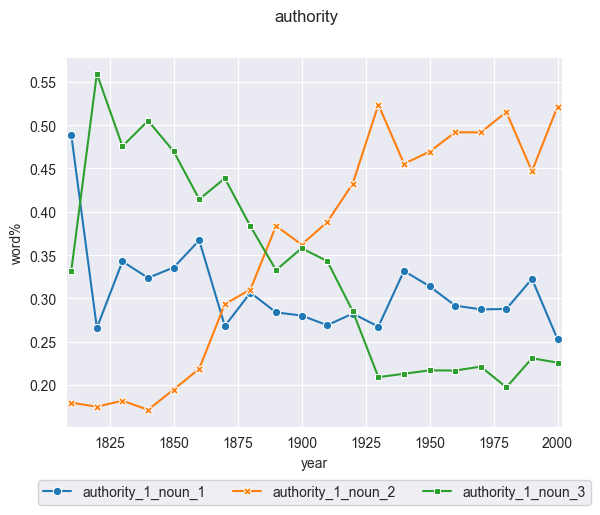 authority
0.55
0.50
0.45
0.40
0.35
0.30
0.25
0.20
word%
1825 1850 1875 1900 1925 1950 1975 2000
year
authority_1_noun_1 authority_1_noun_2 authority_1_noun_3